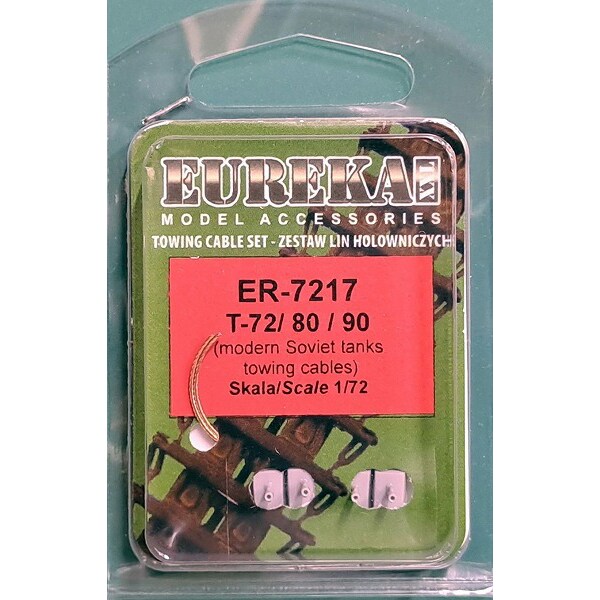 EUREKA XXL
MODEL ACCESSORIES
TOWING CABLE SET - ZESTAW LIN HOLOWNICZYCH
ER-7217
T-72/ 80 / 90
(modern Soviet tanks
towing cables)
Skala/Scale 1/72